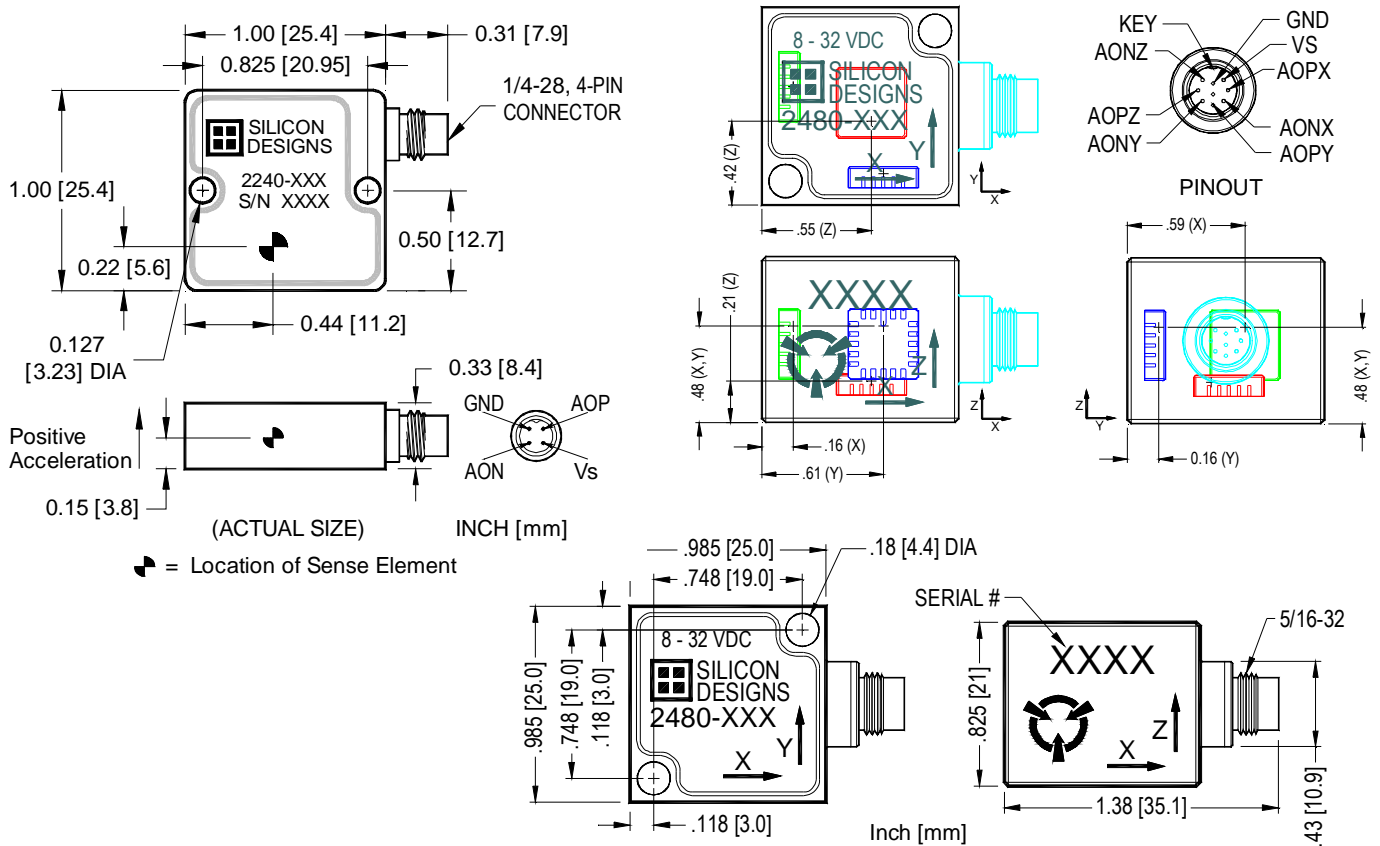 1.00 [25.4]
0.31 [7.9]
0.825 [20.95]
1/4-28, 4-PIN
CONNECTOR
SILICON
DESIGNS
2240-XXX
S/N XXXX
1.00 [25.4]
0.50 [12.7]
0.22 [5.6]
0.44 [11.2]
0.127
[3.23] DIA
0.33 [8.4]
GND
AOP
AON
Vs
Positive
Acceleration
0.15 [3.8]
(ACTUAL SIZE)
INCH [mm]
= Location of Sense Element
8 - 32 VDC
SILICON
DESIGNS
2480-XXX
Y
X
.42 (Z)
.55 (Z)
Y
X
KEY
GND
AONZ
VS
AOPX
AOPZ
AONY
AONX
AOPY
PINOUT
XXXX
Z
X
.21 (Z)
.48 (X,Y)
.16 (X)
.61 (Y)
Z
X
.59 (X)
.48 (X,Y)
0.16 (Y)
Z
Y
.985 [25.0]
.748 [19.0]
.18 [4.4] DIA
8 - 32 VDC
SILICON
DESIGNS
2480-XXX
Y
X
.985 [25.0]
.748 [19.0]
.118 [3.0]
.118 [3.0]
SERIAL #
XXXX
5/16-32
Z
X
.825 [21]
1.38 [35.1]
.43 [10.9]
Inch [mm]